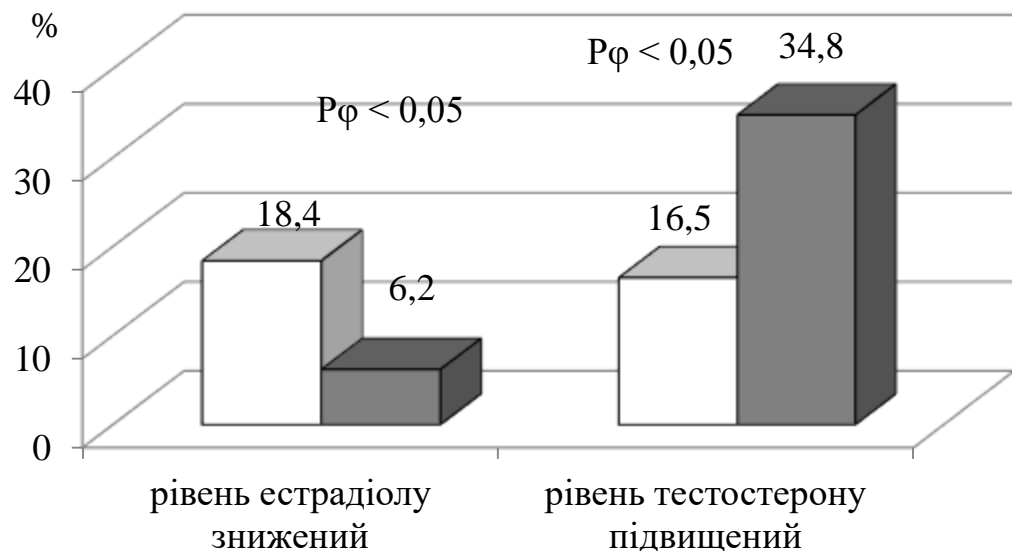 %
Pφ < 0,05
34,8
Pφ < 0,05
40
30
20
10
0
18,4
6,2
16,5
рівень естрадіолу
знижений
рівень тестостерону
підвищений